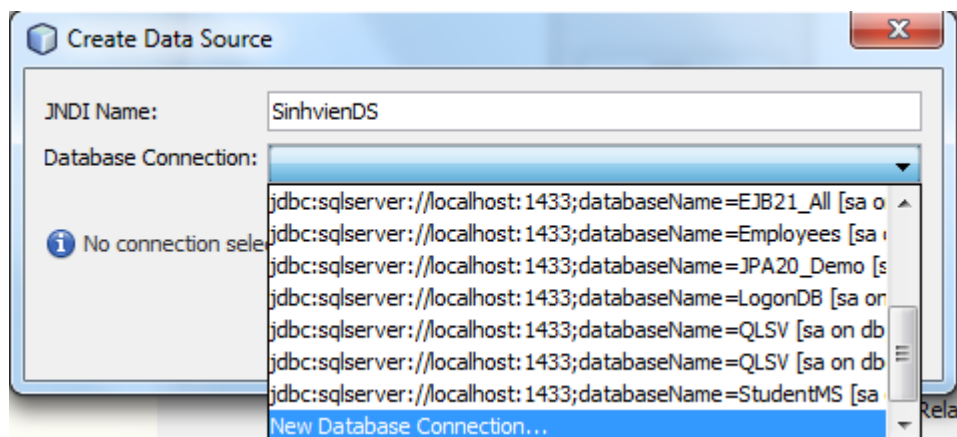 Create Data Source
JNDI Name: SinhvienDS
Database Connection:
jdbc:sqlserver://localhost:1433;databaseName=EJB21_All [sa o
No connection sele jdbc:sqlserver://localhost:1433;databaseName=Employees [sa
jdbc:sqlserver://localhost:1433;databaseName=JPA20_Demo [s
jdbc:sqlserver://localhost:1433;databaseName=LogonDB [sa on
jdbc:sqlserver://localhost:1433;databaseName=QLSV [sa on db
jdbc:sqlserver://localhost:1433;databaseName=QLSV [sa on db
jdbc:sqlserver://localhost:1433;databaseName=StudentMS [sa
New Database Connection...
Rela